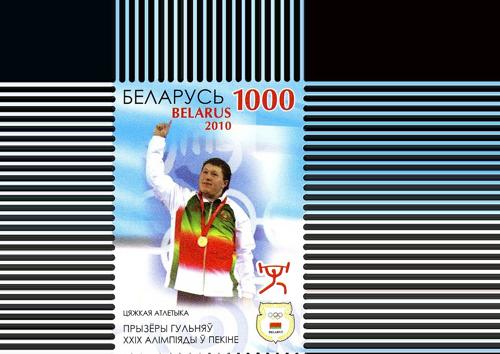 БЕЛАРУСЬ 1000
BELARUS
2010
ЦЯЖКАЯ АТЛЕТЫКА
ПРЫЗЁРЫ ГУЛЬНЯЎ
XXIX АЛІМПІЯДЫ Ў ПЕКІНЕ